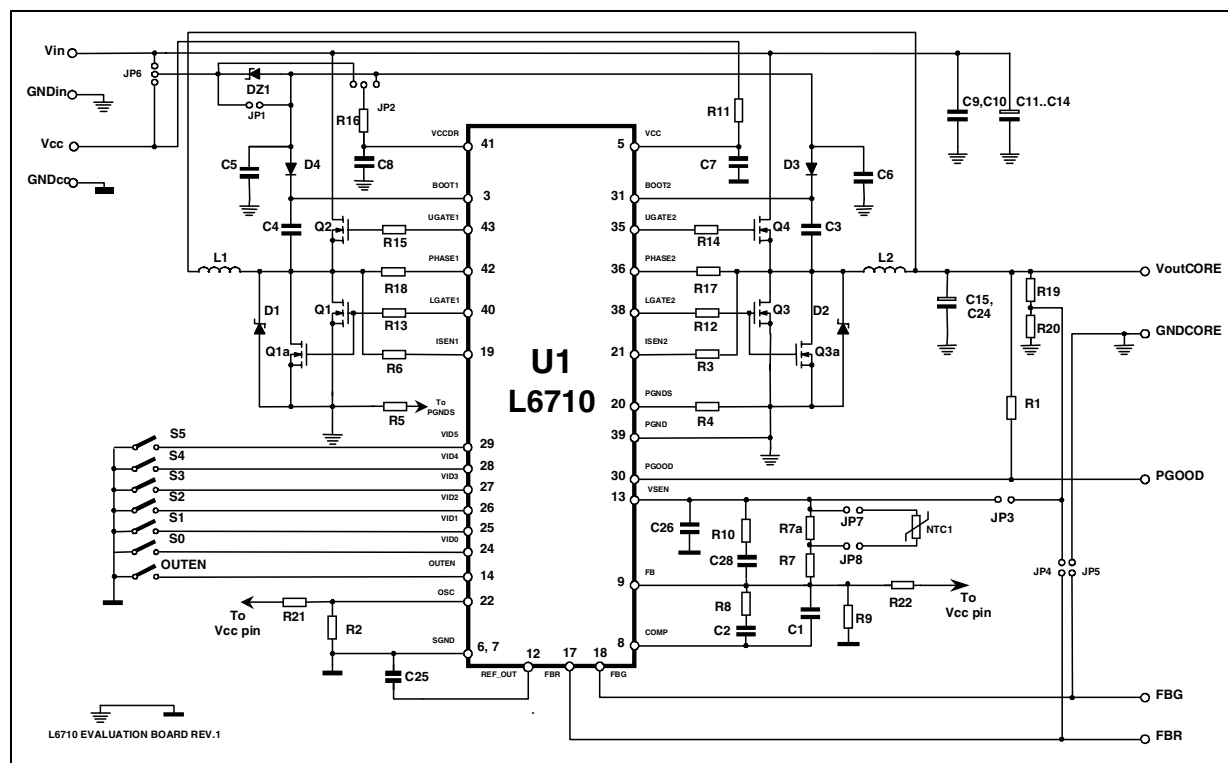 Vin
GNDin
Vcc
GNDcc
JP6
DZ1
JP1
JP2
R16
VCCDR
41
C5
D4
C8
BOOT1
3
C4
Q2
UGATE1
43
R15
L1
PHASE1
42
R18
D1
Q1
LGATE1
40
R13
Q1a
ISEN1
19
R6
To
PGNDS
R5
U1
L6710
R11
VCC
5
C7
D3
C6
C9,C10
C11..C14
BOOT2
31
UGATE2
35
R14
Q4
C3
PHASE2
36
R17
L2
LGATE2
38
R12
Q3
D2
ISEN2
21
R3
Q3a
PGNDS
20
R4
PGND
39
PGOOD
30
VSEN
13
VoutCORE
C15,
C24
R19
R20
GNDCORE
R1
PGOOD
JP3
S5
VID5
29
S4
VID4
28
S3
VID3
27
S2
VID2
26
S1
VID1
25
S0
VID0
24
OUTEN
OUTEN
14
OSC
22
To
Vcc pin
R21
R2
SGND
6, 7
C25
12
REF_OUT
17
FBR
18
FBG
C26
R10
C28
R7a
R7
JP7
JP8
NTC1
FB
9
R8
C2
C1
R9
R22
To
Vcc pin
COMP
8
JP4
JP5
FBG
FBR
L6710 EVALUATION BOARD REV.1